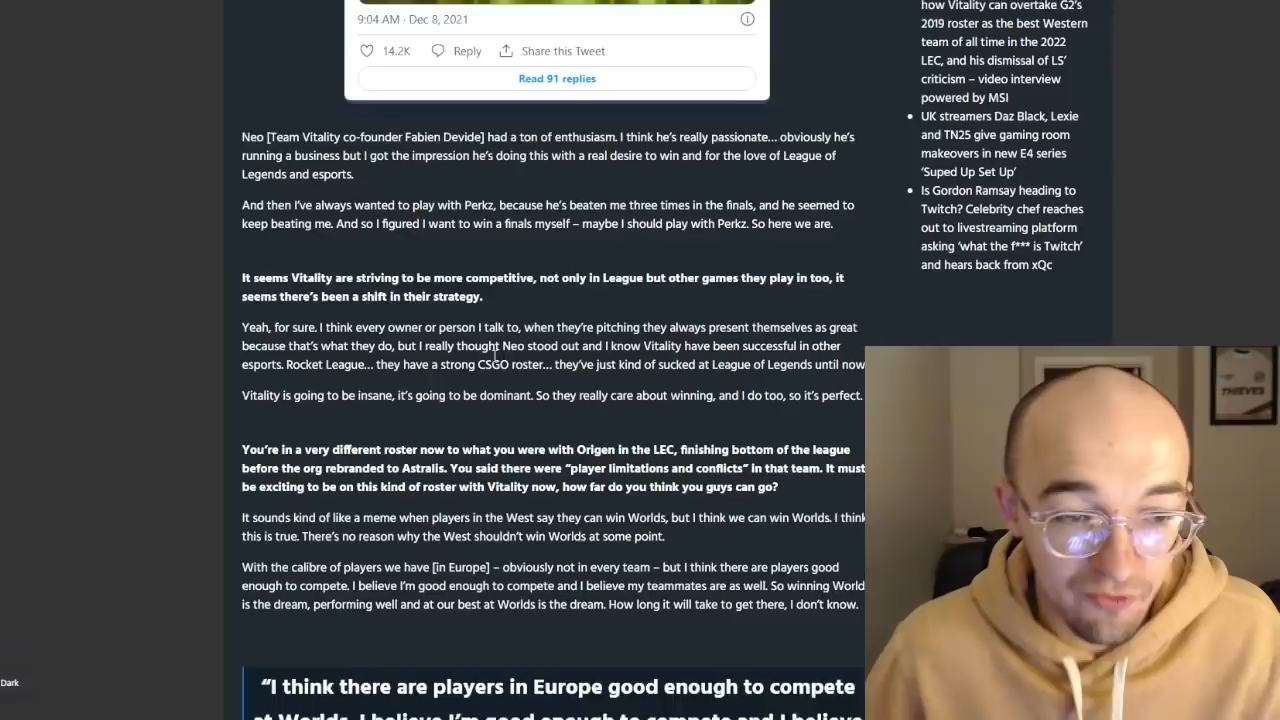 9:04 AM · Dec 8, 2021
14.2K Reply Share this Tweet
Read 91 replies
Neo [Team Vitality co-founder Fabien Devide] had a ton of enthusiasm. I think he's really passionate… obviously he's
running a business but I got the impression he's doing this with a real desire to win and for the love of League of
Legends and esports.
And then I've always wanted to play with Perkz, because he's beaten me three times in the finals, and he seemed to
keep beating me. And so I figured I want to win a finals myself – maybe I should play with Perkz. So here we are.
It seems Vitality are striving to be more competitive, not only in League but other games they play in too, it
seems there's been a shift in their strategy.
Yeah, for sure. I think every owner or person I talk to, when they're pitching they always present themselves as great
because that's what they do, but I really thought Neo stood out and I know Vitality have been successful in other
esports. Rocket League… they have a strong CSGO roster… they've just kind of sucked at League of Legends until now
Vitality is going to be insane, it's going to be dominant. So they really care about winning, and I do too, so it's perfect.
You're in a very different roster now to what you were with Origen in the LEC, finishing bottom of the league
before the org rebranded to Astralis. You said there were “player limitations and conflicts” in that team. It must
be exciting to be on this kind of roster with Vitality now, how far do you think you guys can go?
It sounds kind of like a meme when players in the West say they can win Worlds, but I think we can win Worlds. I think
this is true. There's no reason why the West shouldn't win Worlds at some point.
With the calibre of players we have [in Europe] – obviously not in every team – but I think there are players good
enough to compete. I believe I'm good enough to compete and I believe my teammates are as well. So winning World
is the dream, performing well and at our best at Worlds is the dream. How long it will take to get there, I don't know.
“I think there are players in Europe good enough to compete
at Worlds. I believe I'm good enough to compete and I believe
how Vitality can overtake G2's
2019 roster as the best Western
team of all time in the 2022
LEC, and his dismissal of LS'
criticism – video interview
powered by MSI
UK streamers Daz Black, Lexie
and TN25 give gaming room
makeovers in new E4 series
‘Suped Up Set Up’
Is Gordon Ramsay heading to
Twitch? Celebrity chef reaches
out to livestreaming platform
asking ‘what the f*** is Twitch’
and hears back from xQc
THIEVES
Dark